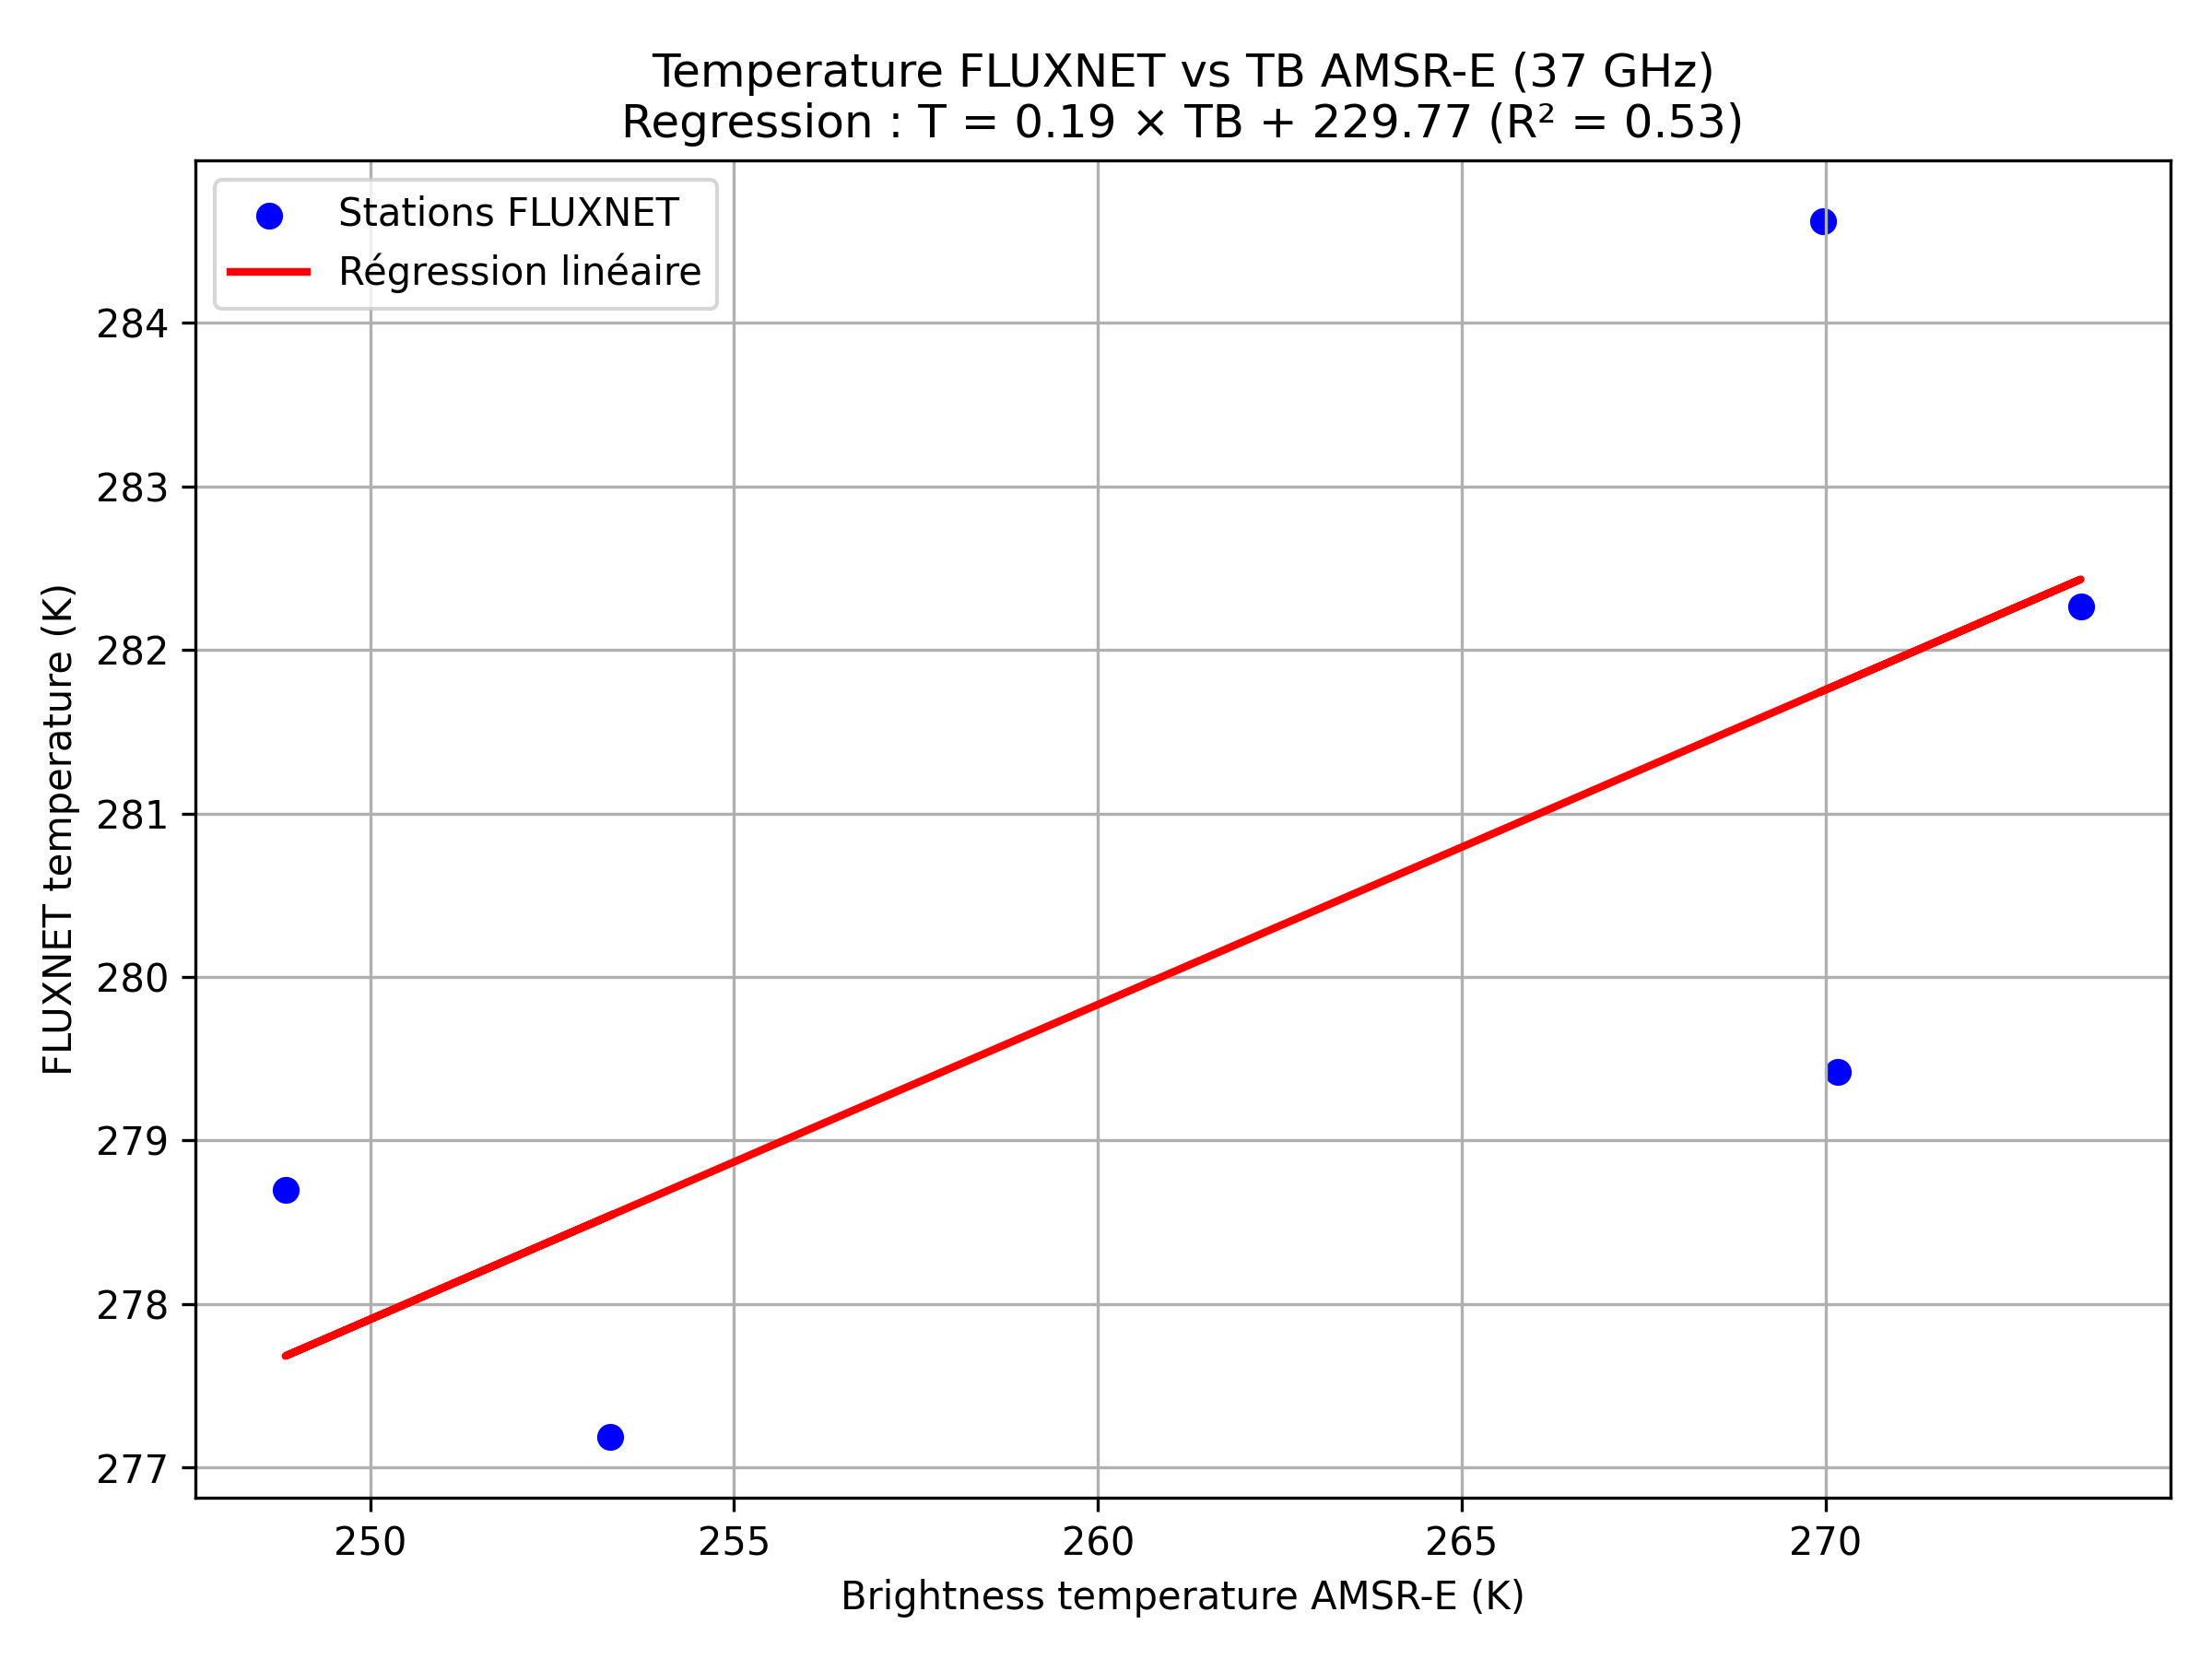 Temperature FLUXNET vs TB AMSR-E (37 GHz)
Regression : T = 0.19 × TB + 229.77 (R² = 0.53)
Stations FLUXNET
Régression linéaire
284
283
282
281
280
279
278
277
FLUXNET temperature (K)
250
255
260
265
270
Brightness temperature AMSR-E (K)